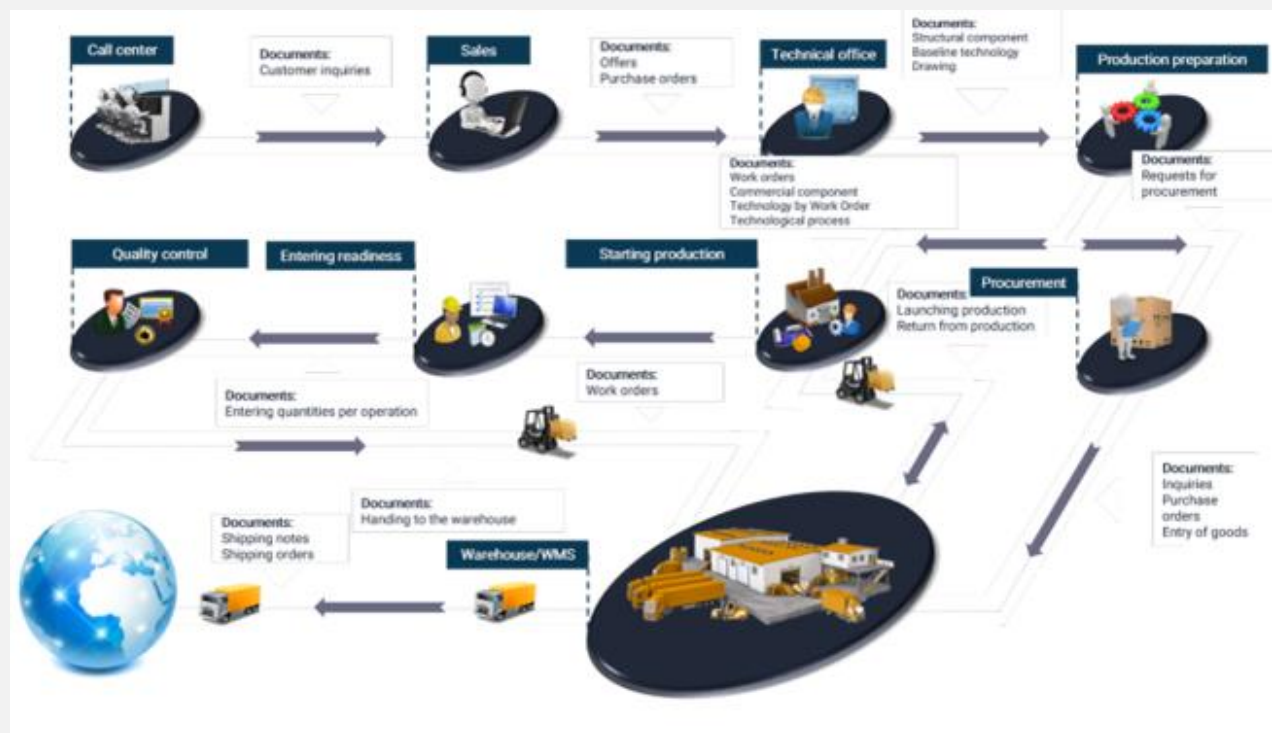 Call center
Documents:
Customer inquiries
Sales
Documents:
Offers
Purchase orders
Technical office
Documents:
Structural component
Baseline technology
Drawing
Production preparation
Documents:
Work orders
Commercial component
Technology by Work Order
Technological process
Documents:
Requests for
procurement
Quality control
Entering readiness
Starting production
Procurement
Documents:
Launching production
Return from production
Documents:
Entering quantities per operation
Documents:
Work orders
Documents:
Inquiries
Purchase
orders
Entry of goods
Documents:
Shipping notes
Shipping orders
Documents:
Handing to the warehouse
Warehouse/WMS